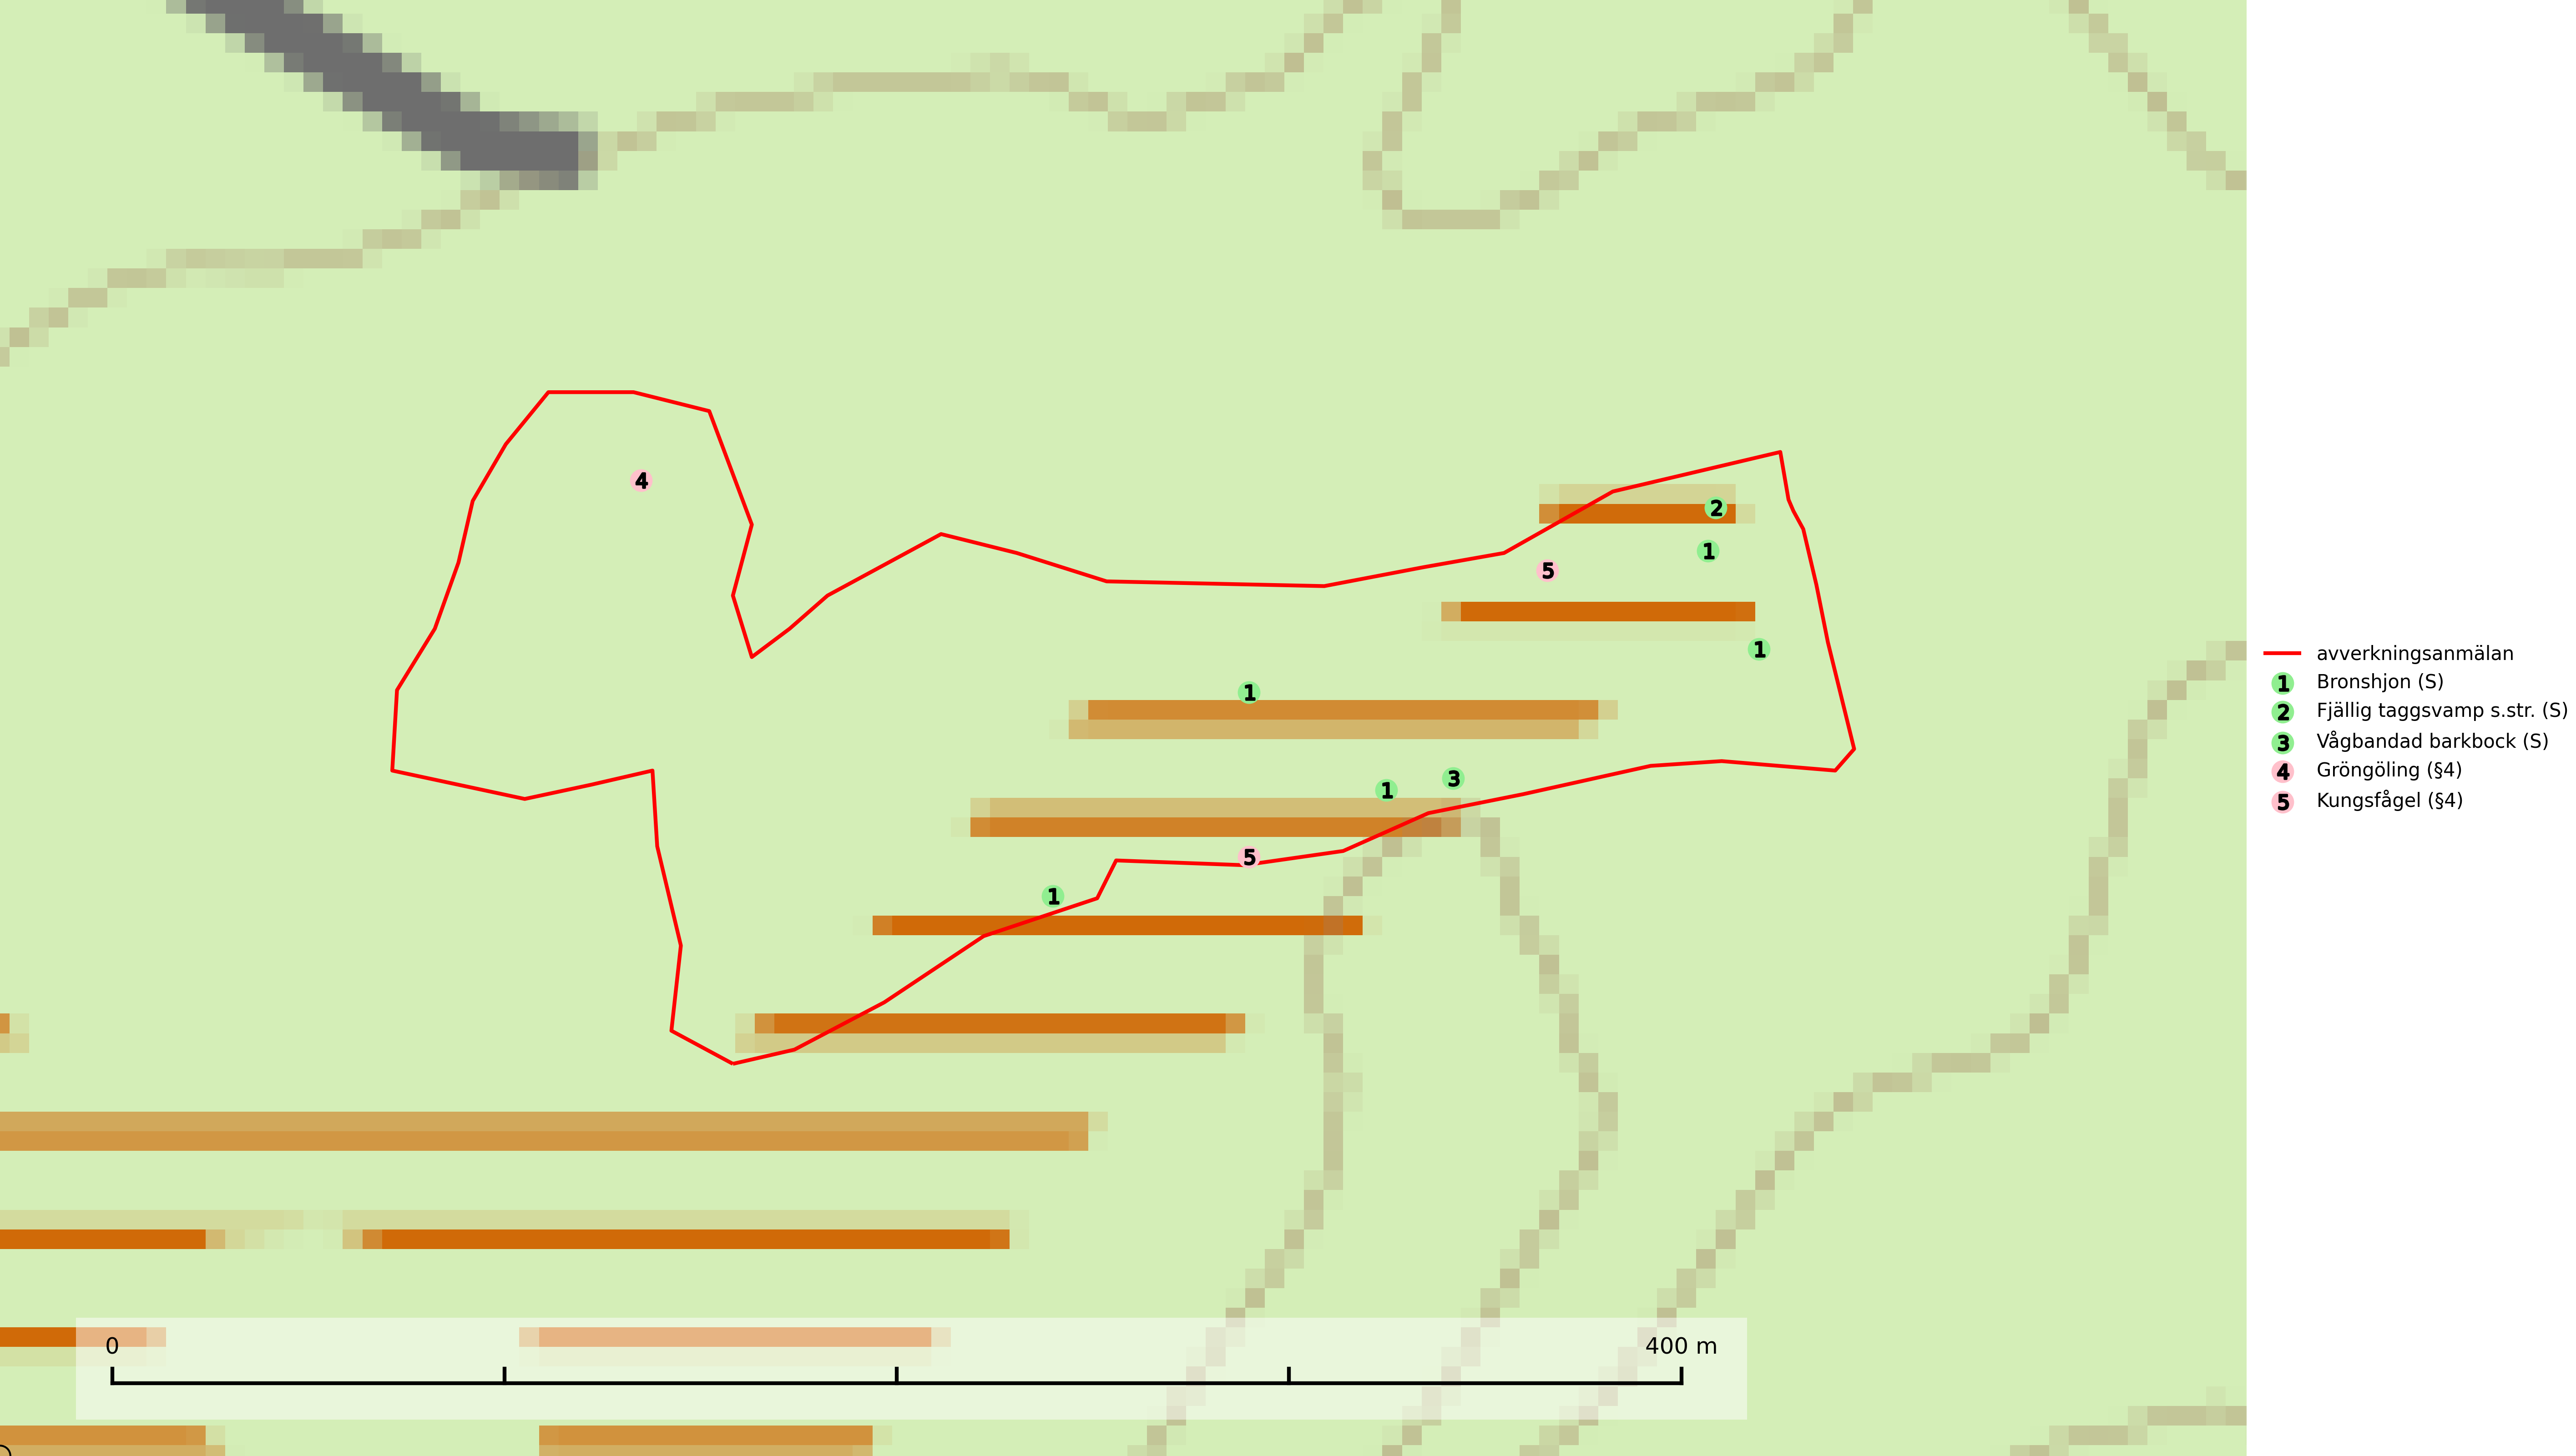 4
2
1
5
1
1
3
1
5
1
0 400 m
avverkningsanmälan
1 Bronshjon (S)
2 Fjällig taggsvamp s.str. (S)
3 Vågbandad barkbock (S)
4 Gröngöling (§4)
5 Kungsfågel (§4)